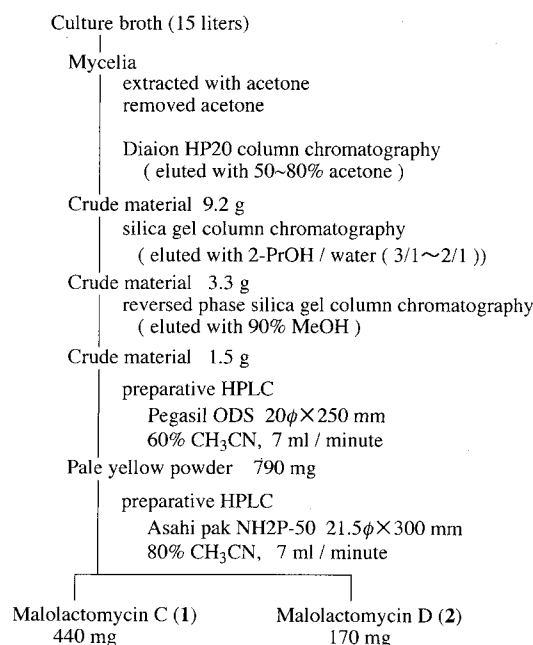 Culture broth (15 liters)
Mycelia
extracted with acetone
removed acetone
Diaion HP20 column chromatography
( eluted with 50~80% acetone )
Crude material 9.2 g
silica gel column chromatography
( eluted with 2-PrOH / water ( 3/1～2/1 ))
Crude material 3.3 g
reversed phase silica gel column chromatography
( eluted with 90% MeOH )
Crude material 1.5 g
preparative HPLC
Pegasil ODS 20ϕ×250 mm
60% CH₃CN, 7 ml / minute
Pale yellow powder 790 mg
preparative HPLC
Asahi pak NH2P-50 21.5ϕ×300 mm
80% CH₃CN, 7 ml / minute
Malolactomycin C (1) Malolactomycin D (2)
440 mg 170 mg